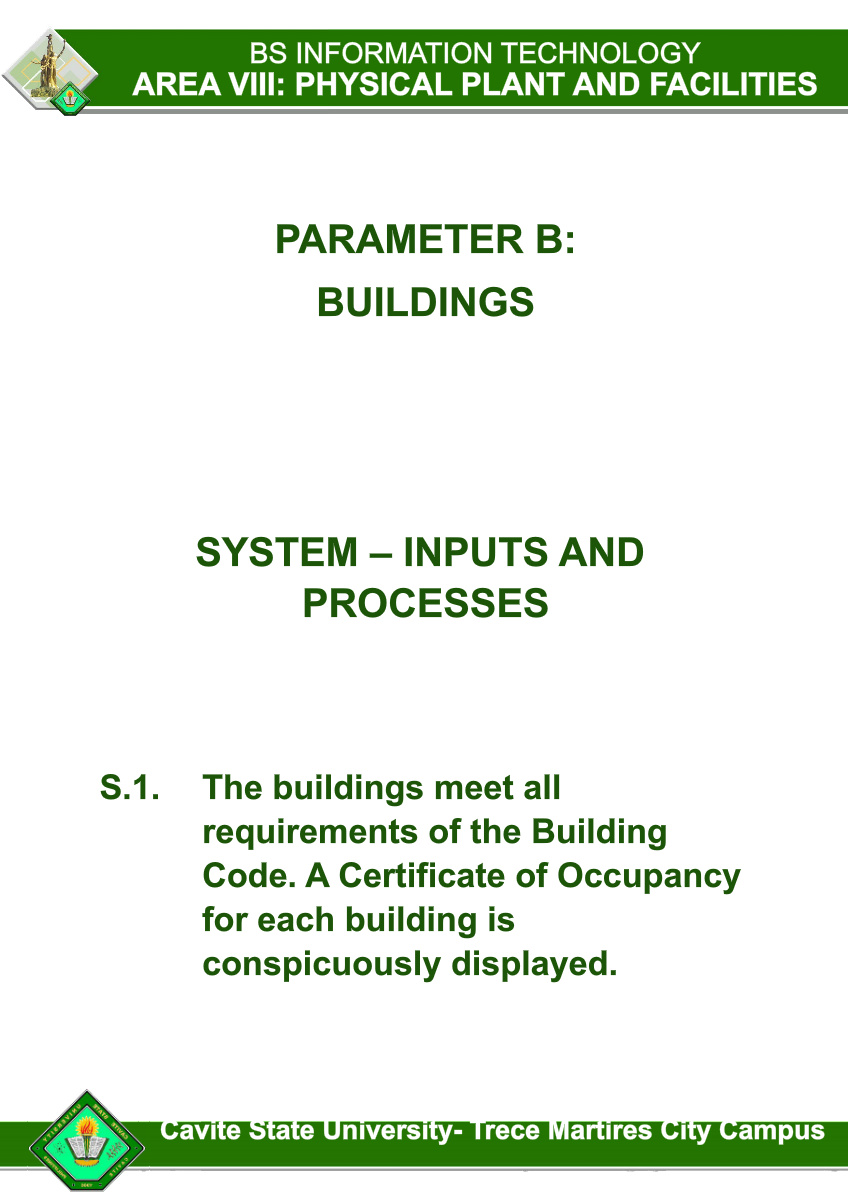 BS INFORMATION TECHNOLOGY
AREA VIII: PHYSICAL PLANT AND FACILITIES
PARAMETER B:
BUILDINGS
SYSTEM – INPUTS AND
PROCESSES
S.1. The buildings meet all
requirements of the Building
Code. A Certificate of Occupancy
for each building is
conspicuously displayed.
Cavite State University- Trece Martires City Campus